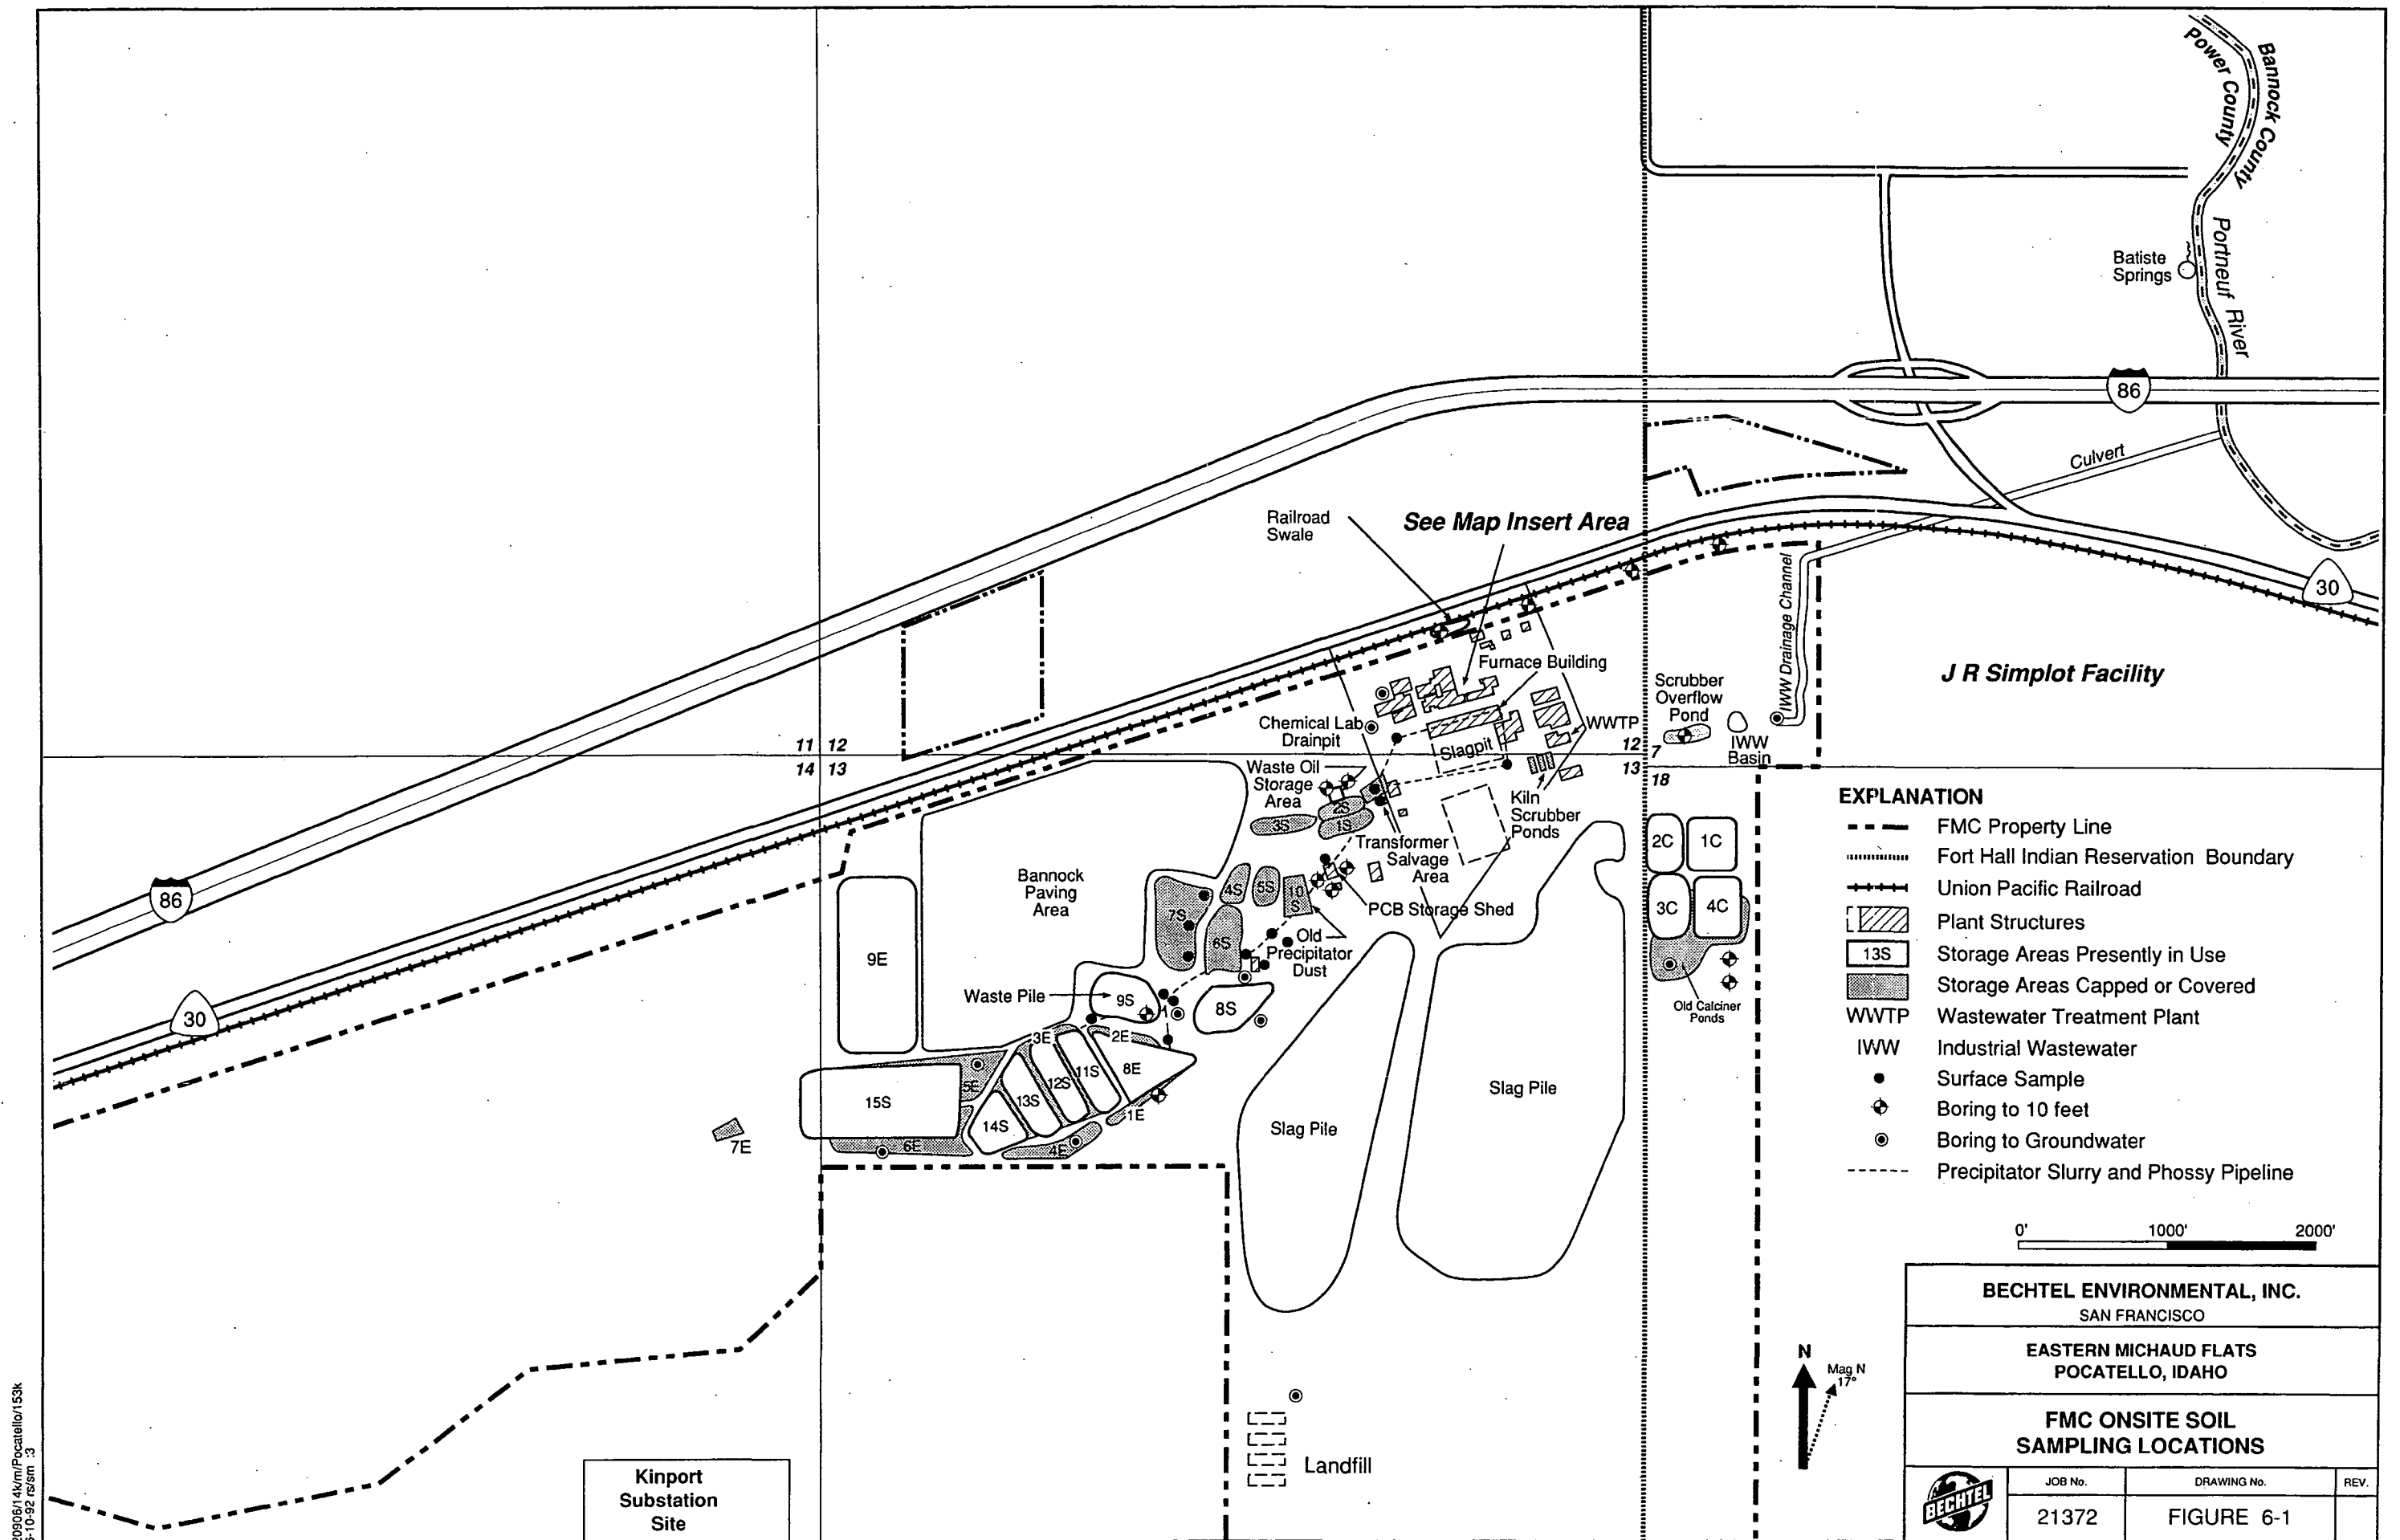 Power County
Bannock County
Batiste
Springs
Portneuf River
86
Culvert
Railroad
Swale
See Map Insert Area
30
IWW Drainage Channel
Furnace Building
J R Simplot Facility
Scrubber
Overflow
Pond
Chemical Lab
Drainpit
WWTP
Slagpit
IWW
Basin
11 12
14 13
12 7
13 18
Waste Oil
Storage
Area
Kiln
Scrubber
Ponds
2S
3S
1S
Transformer
Salvage
Area
2C
1C
3C
4C
Old Calciner
Ponds
86
Bannock
Paving
Area
4S
5S
10
S
7S
6S
PCB Storage Shed
Old
Precipitator
Dust
9E
Waste Pile
9S
8S
30
3E
2E
5E
12S
11S
8E
15S
13S
14S
1E
7E
6E
4E
Slag Pile
Slag Pile
EXPLANATION
FMC Property Line
Fort Hall Indian Reservation Boundary
Union Pacific Railroad
Plant Structures
13S Storage Areas Presently in Use
Storage Areas Capped or Covered
WWTP Wastewater Treatment Plant
IWW Industrial Wastewater
Surface Sample
Boring to 10 feet
Boring to Groundwater
Precipitator Slurry and Phossy Pipeline
0' 1000' 2000'
N
Mag N
17°
Landfill
Kinport
Substation
Site
BECHTEL ENVIRONMENTAL, INC.
SAN FRANCISCO
EASTERN MICHAUD FLATS
POCATELLO, IDAHO
FMC ONSITE SOIL
SAMPLING LOCATIONS
BECHTEL
JOB No. DRAWING No. REV.
21372 FIGURE 6-1